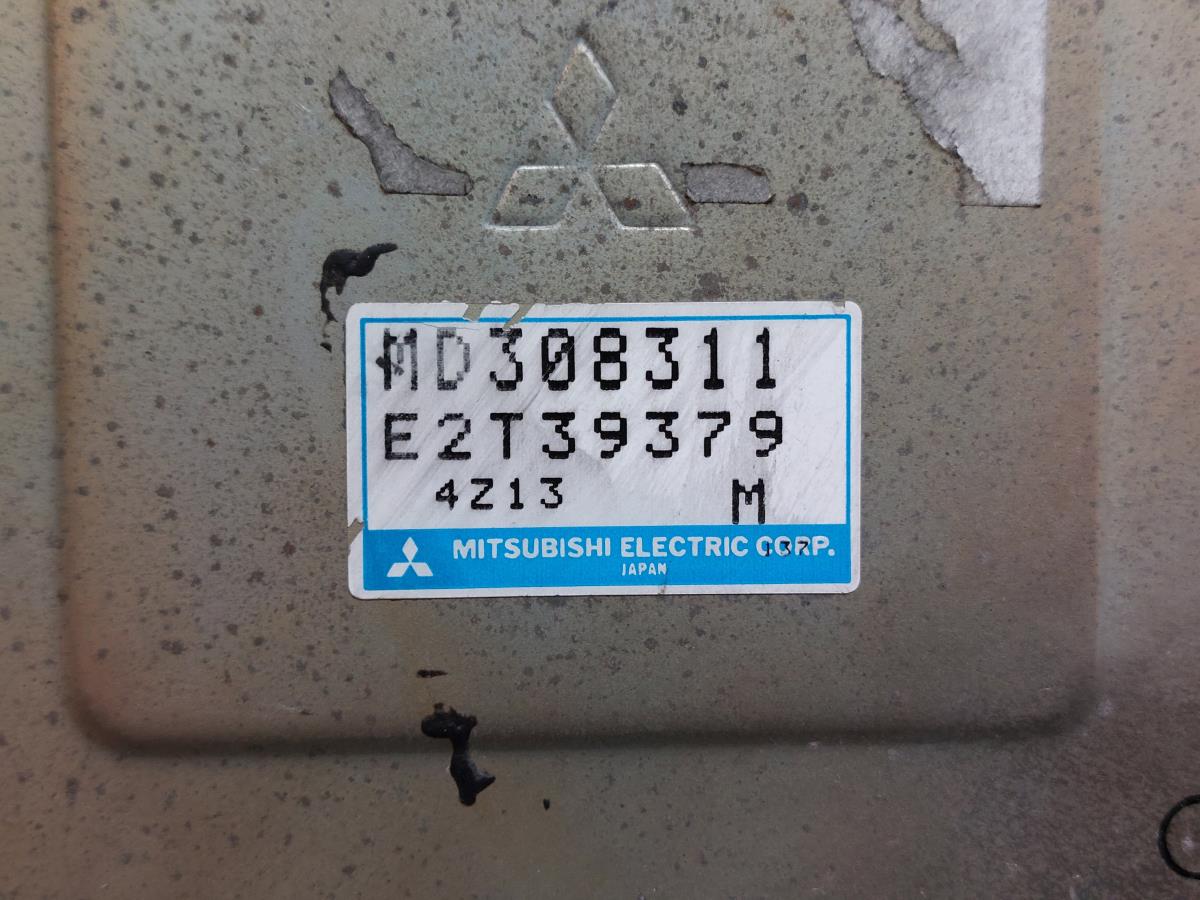 MD308311
E2T39379
4Z13 M
MITSUBISHI ELECTRIC CORP.
JAPAN